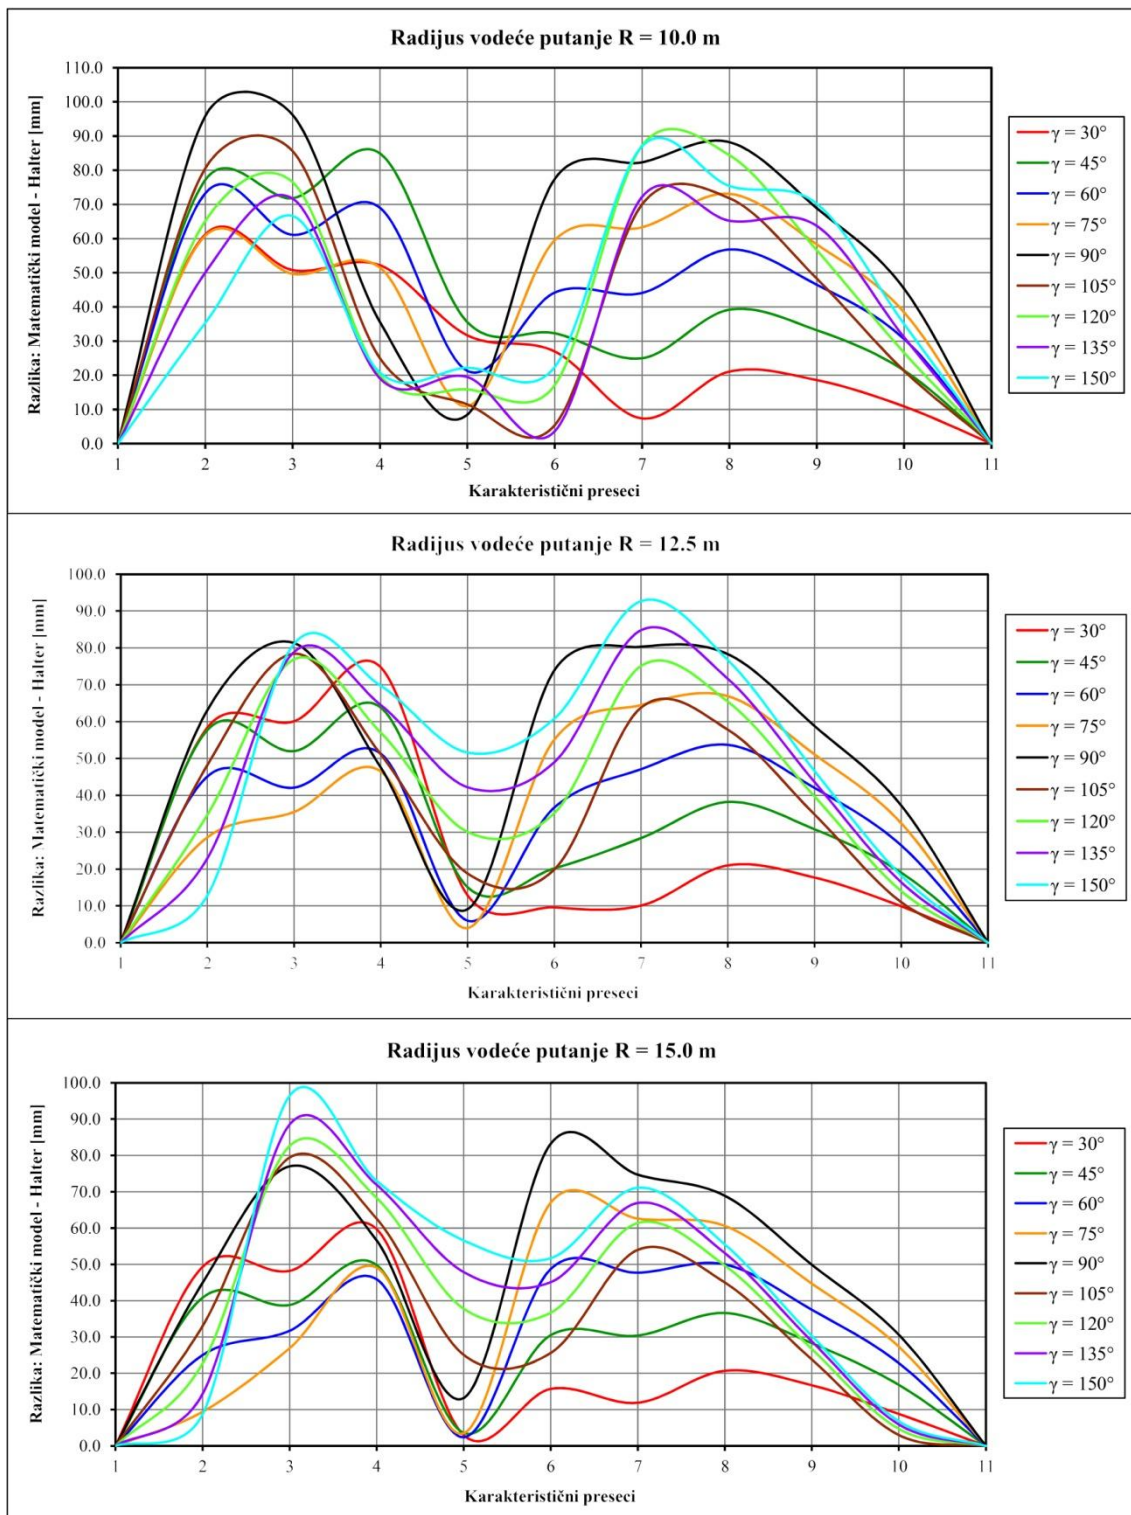 Radijus vodeće putanje R = 10.0 m
Razlika: Matematički model - Halter [mm]
110.0
100.0
90.0
80.0
70.0
60.0
50.0
40.0
30.0
20.0
10.0
0.0
1 2 3 4 5 6 7 8 9 10 11
Karakteristični preseci
γ = 30°
γ = 45°
γ = 60°
γ = 75°
γ = 90°
γ = 105°
γ = 120°
γ = 135°
γ = 150°
Radijus vodeće putanje R = 12.5 m
Razlika: Matematički model - Halter [mm]
100.0
90.0
80.0
70.0
60.0
50.0
40.0
30.0
20.0
10.0
0.0
1 2 3 4 5 6 7 8 9 10 11
Karakteristični preseci
γ = 30°
γ = 45°
γ = 60°
γ = 75°
γ = 90°
γ = 105°
γ = 120°
γ = 135°
γ = 150°
Radijus vodeće putanje R = 15.0 m
Razlika: Matematički model - Halter [mm]
100.0
90.0
80.0
70.0
60.0
50.0
40.0
30.0
20.0
10.0
0.0
1 2 3 4 5 6 7 8 9 10 11
Karakteristični preseci
γ = 30°
γ = 45°
γ = 60°
γ = 75°
γ = 90°
γ = 105°
γ = 120°
γ = 135°
γ = 150°